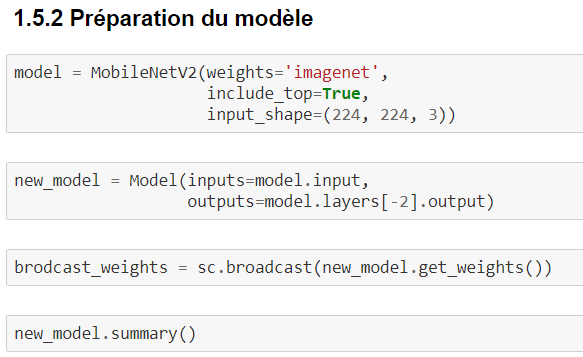 1.5.2 Préparation du modèle
model = MobileNetV2(weights='imagenet',
                    include_top=True,
                    input_shape=(224, 224, 3))
new_model = Model(inputs=model.input,
                  outputs=model.layers[-2].output)
brodcast_weights = sc.broadcast(new_model.get_weights())
new_model.summary()